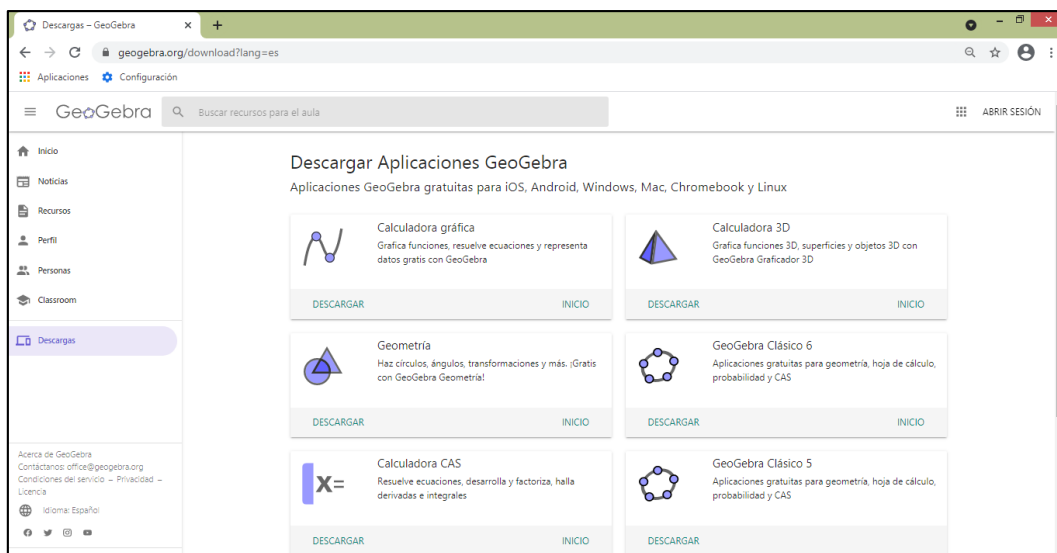 Descargas – GeoGebra
geogebra.org/download?lang=es
Aplicaciones
Configuración
GeoGebra
Buscar recursos para el aula
ABRIR SESIÓN
Inicio
Noticias
Recursos
Perfil
Personas
Classroom
Descargas
Acerca de GeoGebra
Contáctanos: office@geogebra.org
Condiciones del servicio – Privacidad –
Licencia
Idioma: Español
Descargar Aplicaciones GeoGebra
Aplicaciones GeoGebra gratuitas para iOS, Android, Windows, Mac, Chromebook y Linux
Calculadora gráfica
Grafica funciones, resuelve ecuaciones y representa
datos gratis con GeoGebra
DESCARGAR INICIO
Calculadora 3D
Grafica funciones 3D, superficies y objetos 3D con
GeoGebra Graficador 3D
DESCARGAR INICIO
Geometría
Haz círculos, ángulos, transformaciones y más. ¡Gratis
con GeoGebra Geometría!
DESCARGAR INICIO
GeoGebra Clásico 6
Aplicaciones gratuitas para geometría, hoja de cálculo,
probabilidad y CAS
DESCARGAR INICIO
X=
Calculadora CAS
Resuelve ecuaciones, desarrolla y factoriza, halla
derivadas e integrales
DESCARGAR INICIO
GeoGebra Clásico 5
Aplicaciones gratuitas para geometría, hoja de cálculo,
probabilidad y CAS
DESCARGAR